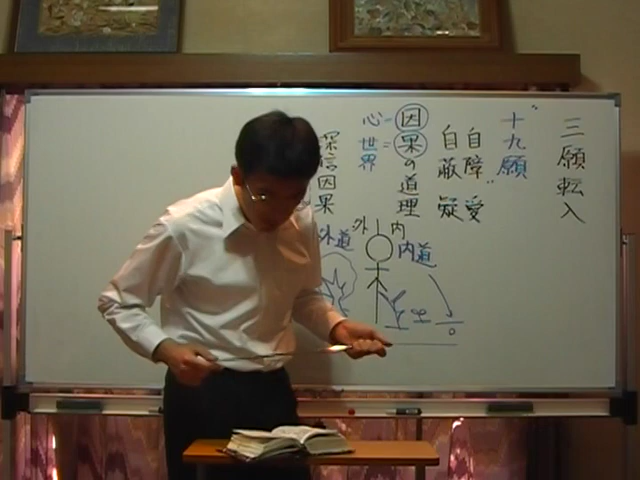 三願転入
"十九願"
自障 愛
自蔽 疑
因果の道理
心=世界
深信因果
外 内
内道
外道